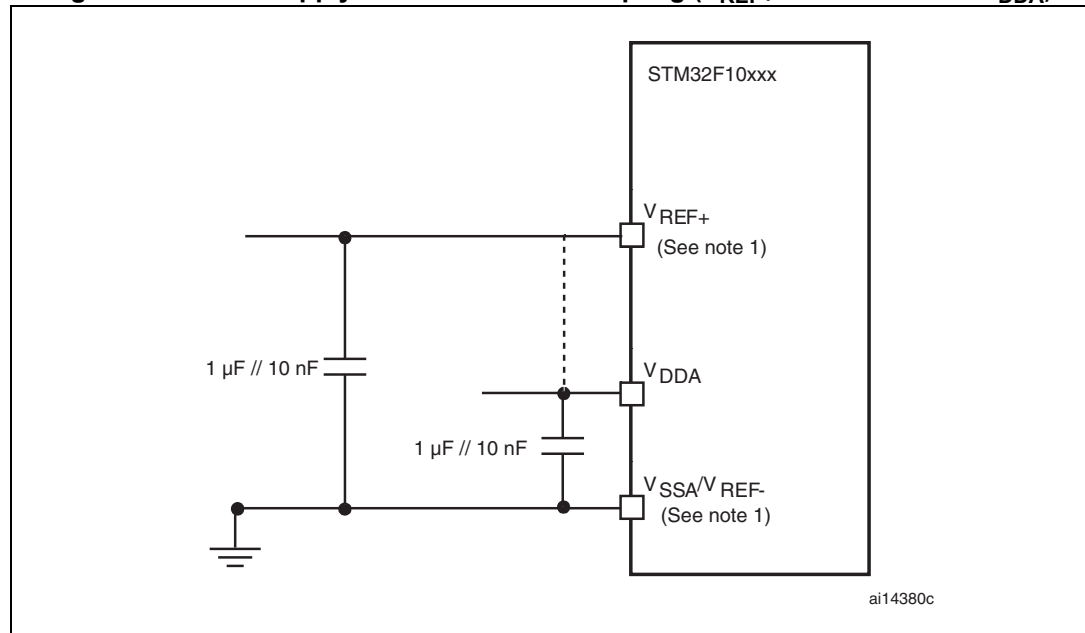 STM32F10xxx
VREF+
(See note 1)
1 µF // 10 nF
VDDA
1 µF // 10 nF
VSSA/VREF-
(See note 1)
ai14380c